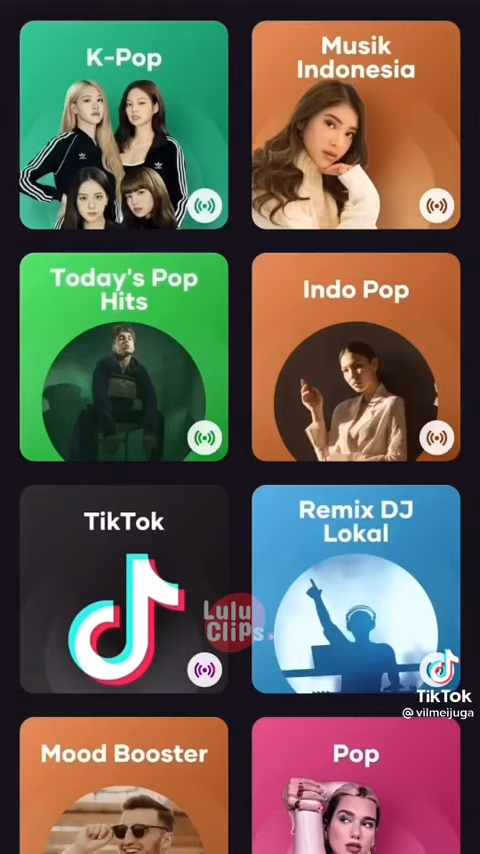 K-Pop
Musik
Indonesia
Today's Pop
Hits
Indo Pop
TikTok
Remix DJ
Lokal
Lulu
Clips
TikTok
@ vilmeijuga
Mood Booster
Pop